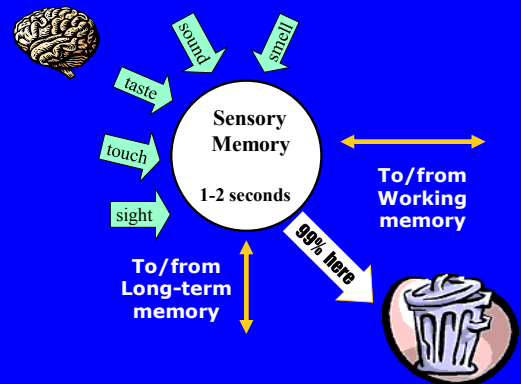 sound
smell
taste
touch
sight
Sensory
Memory
1-2 seconds
To/from
Working
memory
99% here
To/from
Long-term
memory